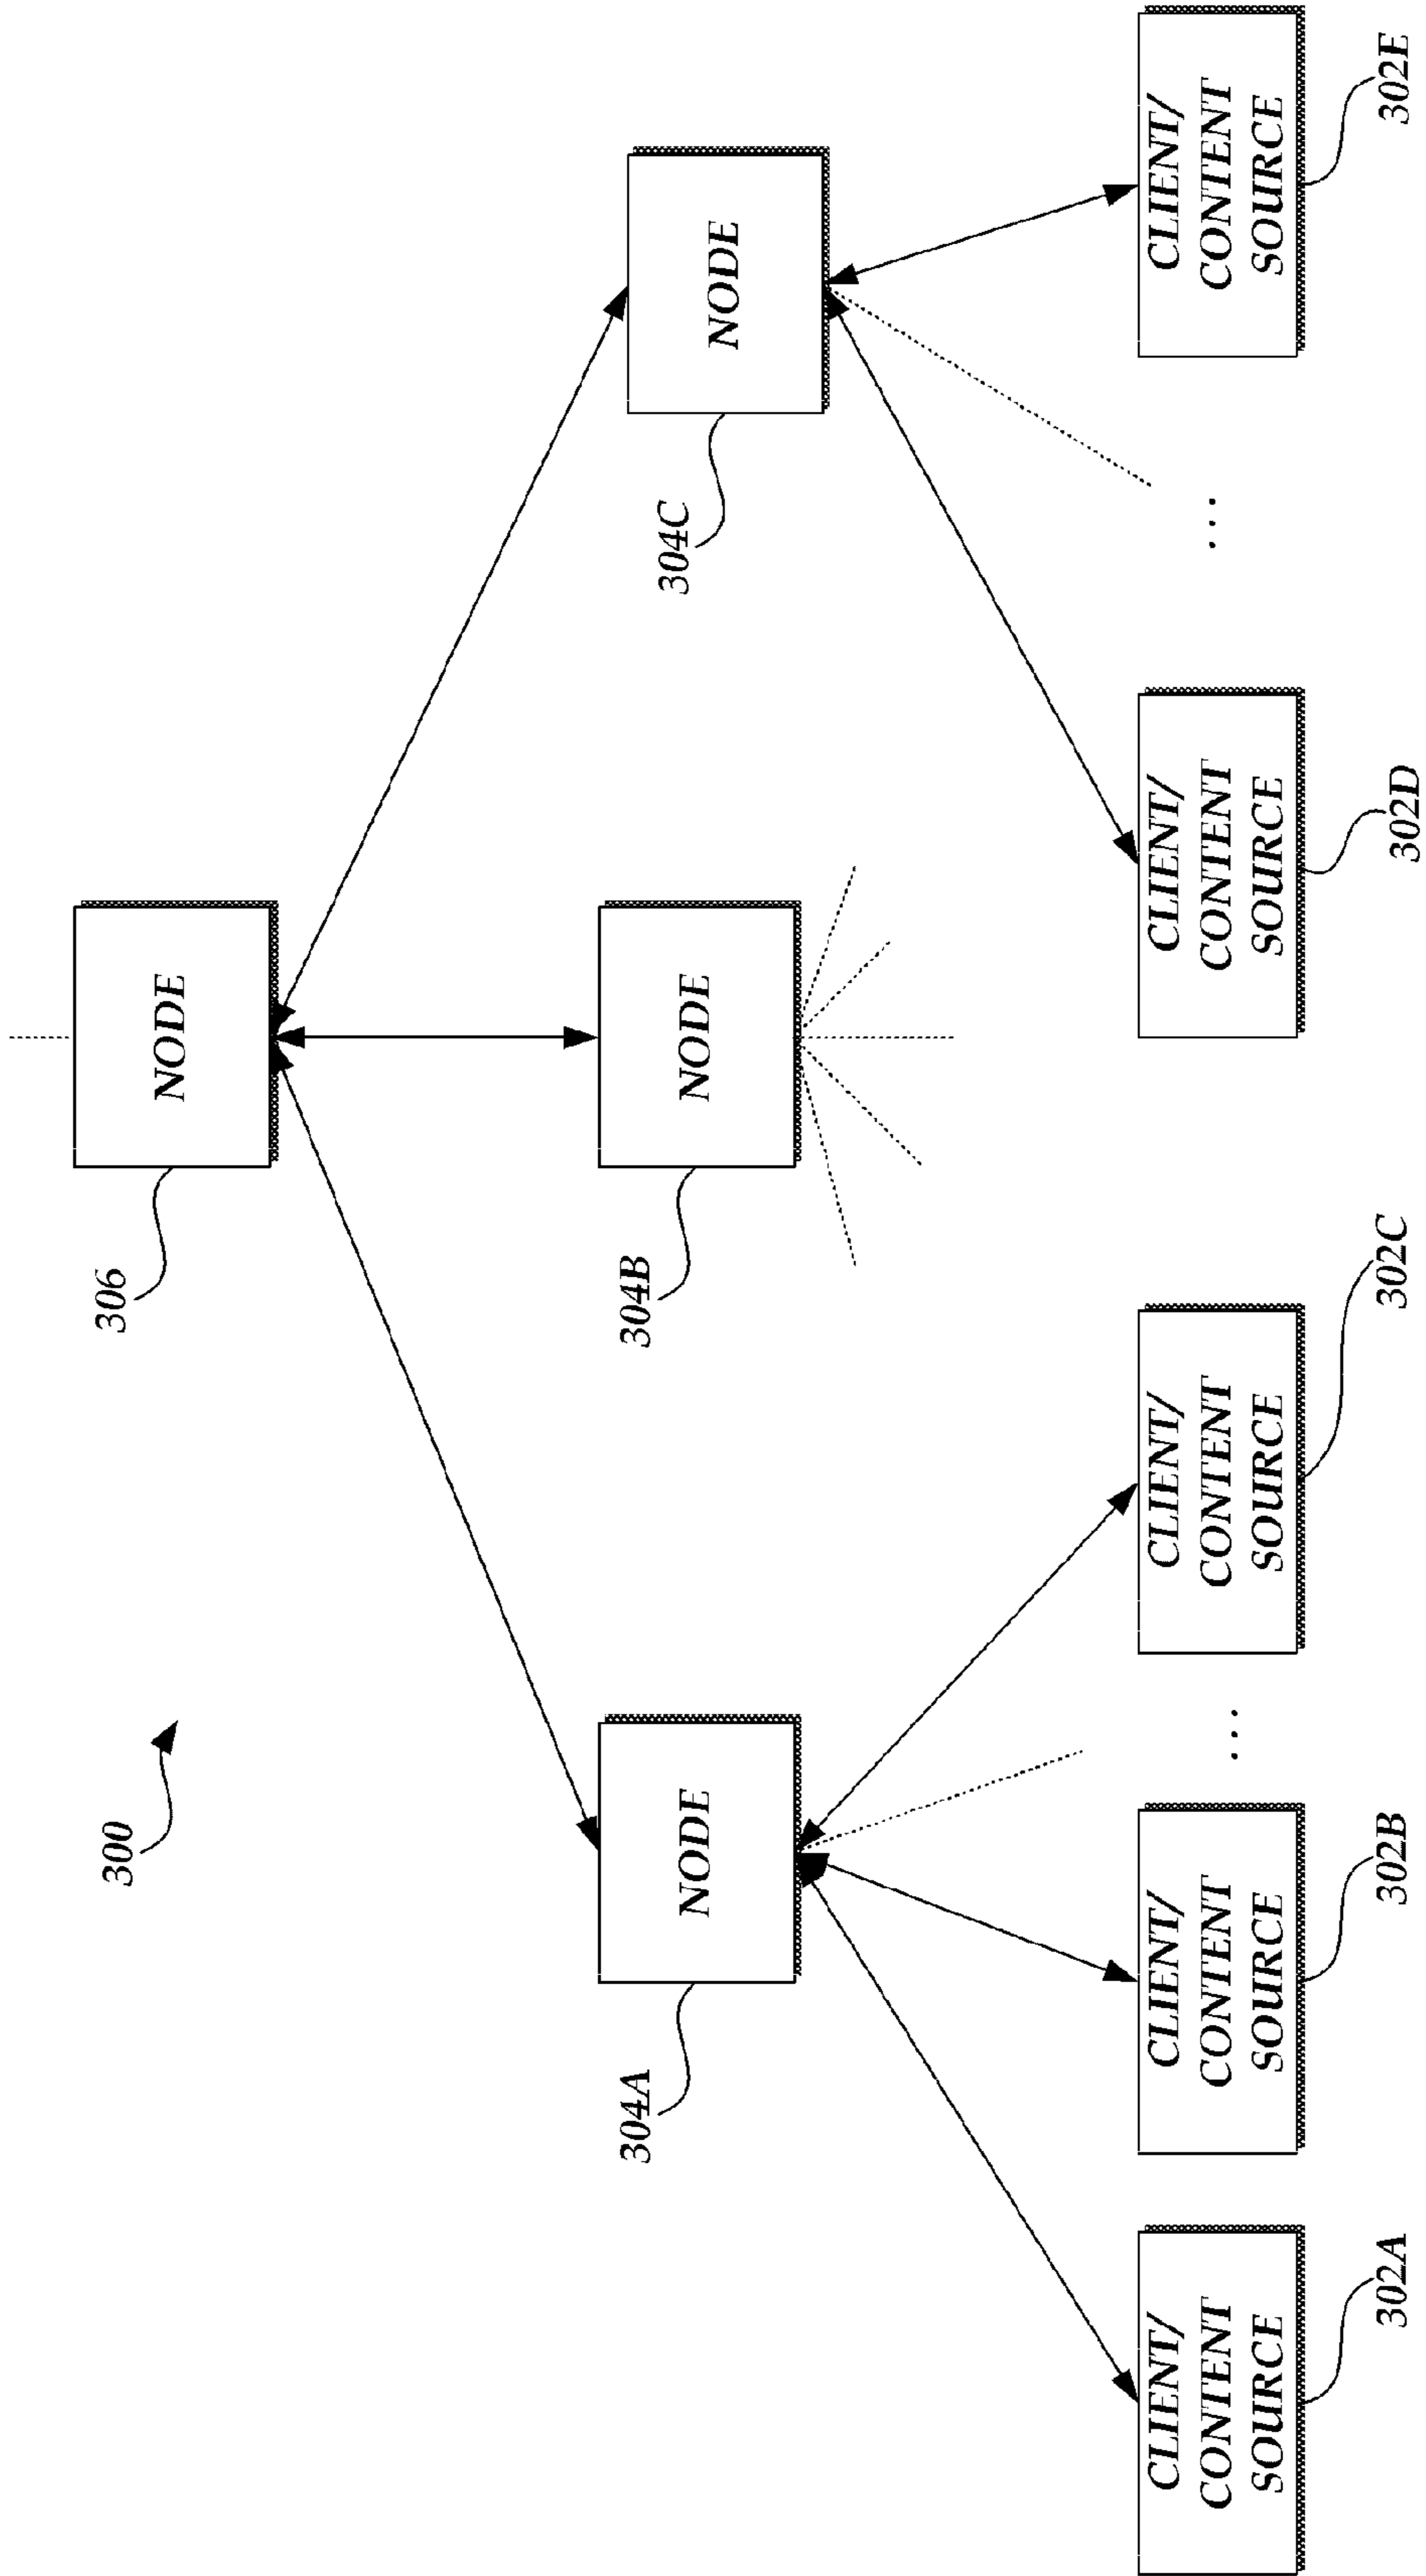 300
306
NODE
304A
NODE
304B
NODE
304C
NODE
CLIENT/
CONTENT
SOURCE
302A
CLIENT/
CONTENT
SOURCE
302B
...
CLIENT/
CONTENT
SOURCE
302C
CLIENT/
CONTENT
SOURCE
302D
...
CLIENT/
CONTENT
SOURCE
302E